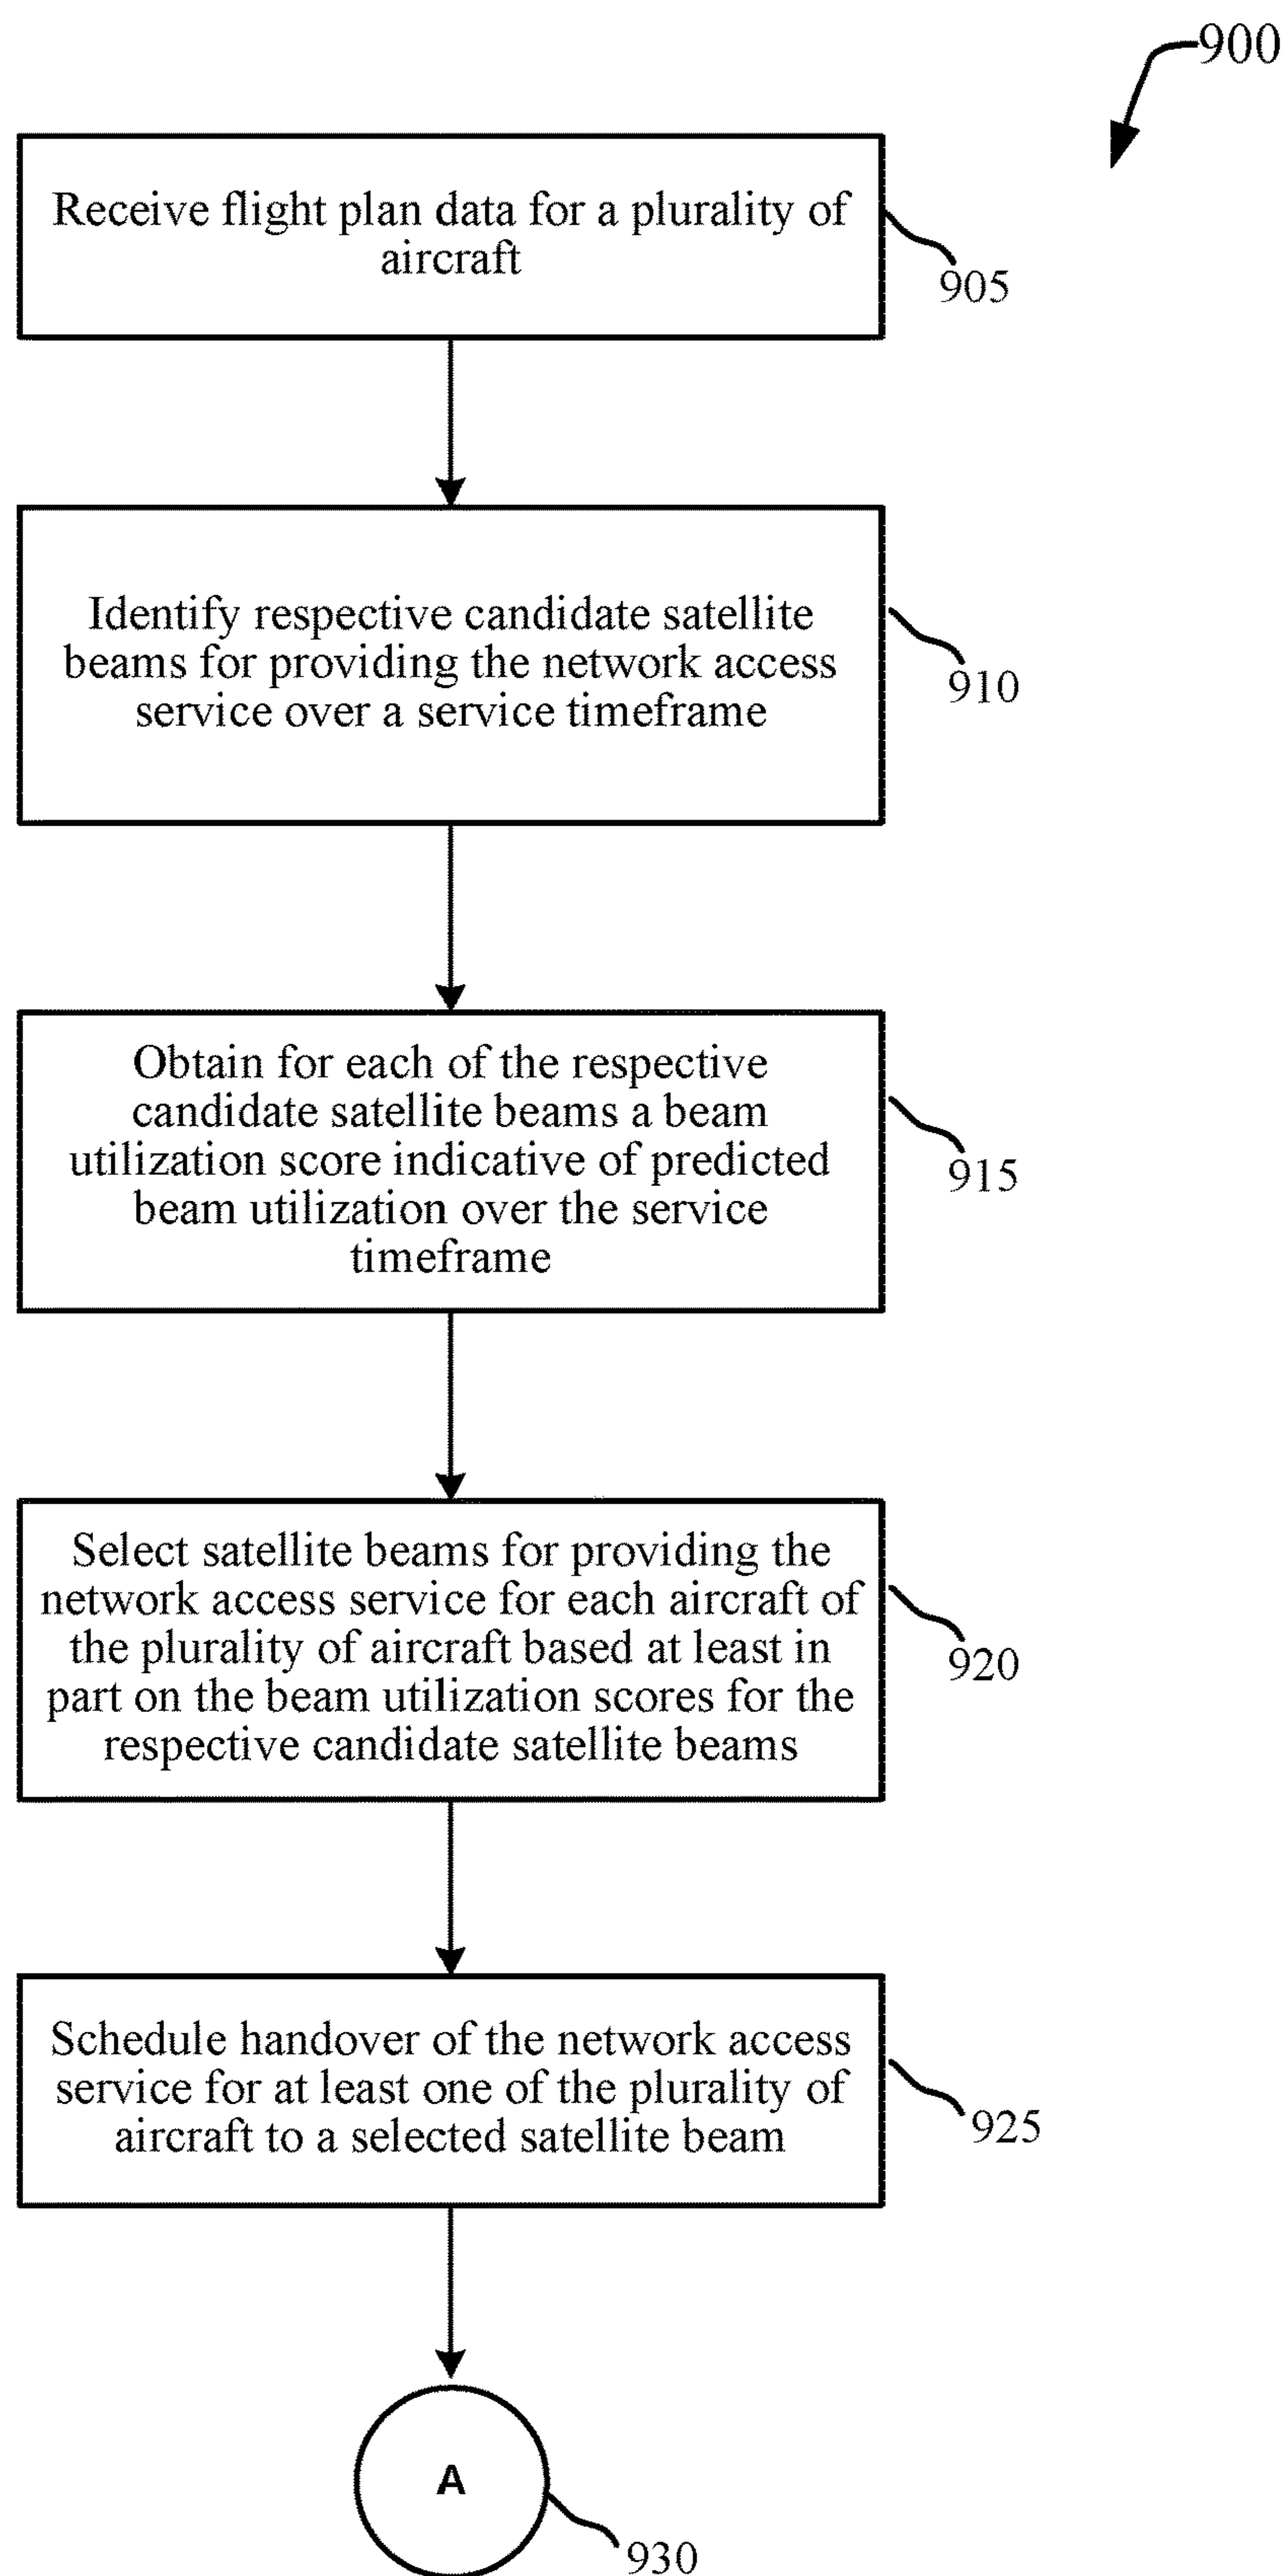 900
Receive flight plan data for a plurality of
aircraft
905
Identify respective candidate satellite
beams for providing the network access
service over a service timeframe
910
Obtain for each of the respective
candidate satellite beams a beam
utilization score indicative of predicted
beam utilization over the service
timeframe
915
Select satellite beams for providing the
network access service for each aircraft of
the plurality of aircraft based at least in
part on the beam utilization scores for the
respective candidate satellite beams
920
Schedule handover of the network access
service for at least one of the plurality of
aircraft to a selected satellite beam
925
A
930